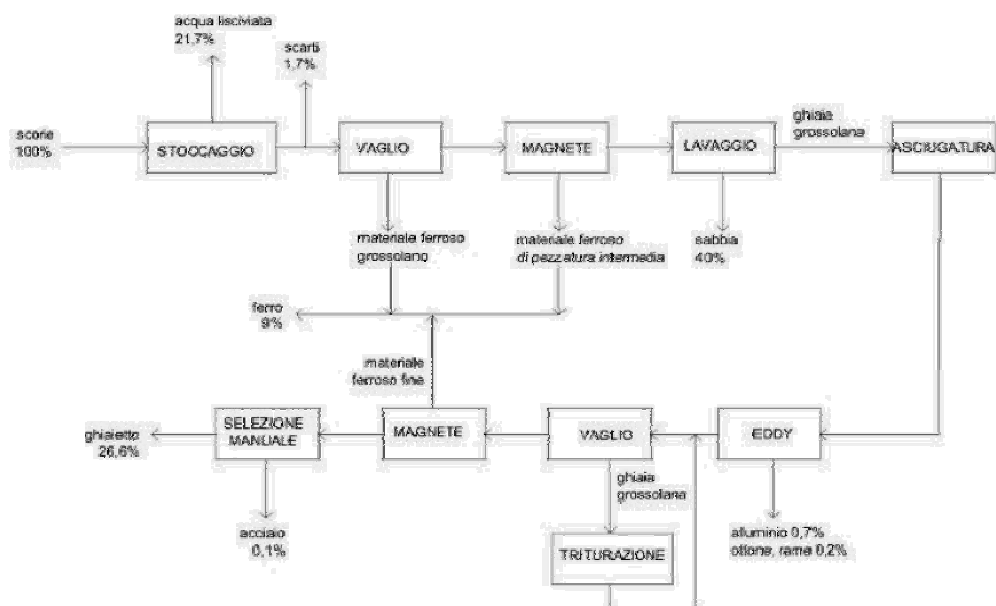 acqua lisciviata
21,7%
scarti
1,7%
scorie
100%
STOCCAGGIO
VAGLIO
MAGNETE
LAVAGGIO
ghiaia
grossolana
ASCIUGATURA
materiale ferroso
grossolano
materiale ferroso
di pezzatura intermedia
sabbia
40%
ferro
9%
materiale
ferroso fine
ghiaietto
26,6%
SELEZIONE
MANUALE
MAGNETE
VAGLIO
EDDY
ghiaia
grossolana
acciaio
0,1%
alluminio 0,7%
ottone, rame 0,2%
TRITURAZIONE